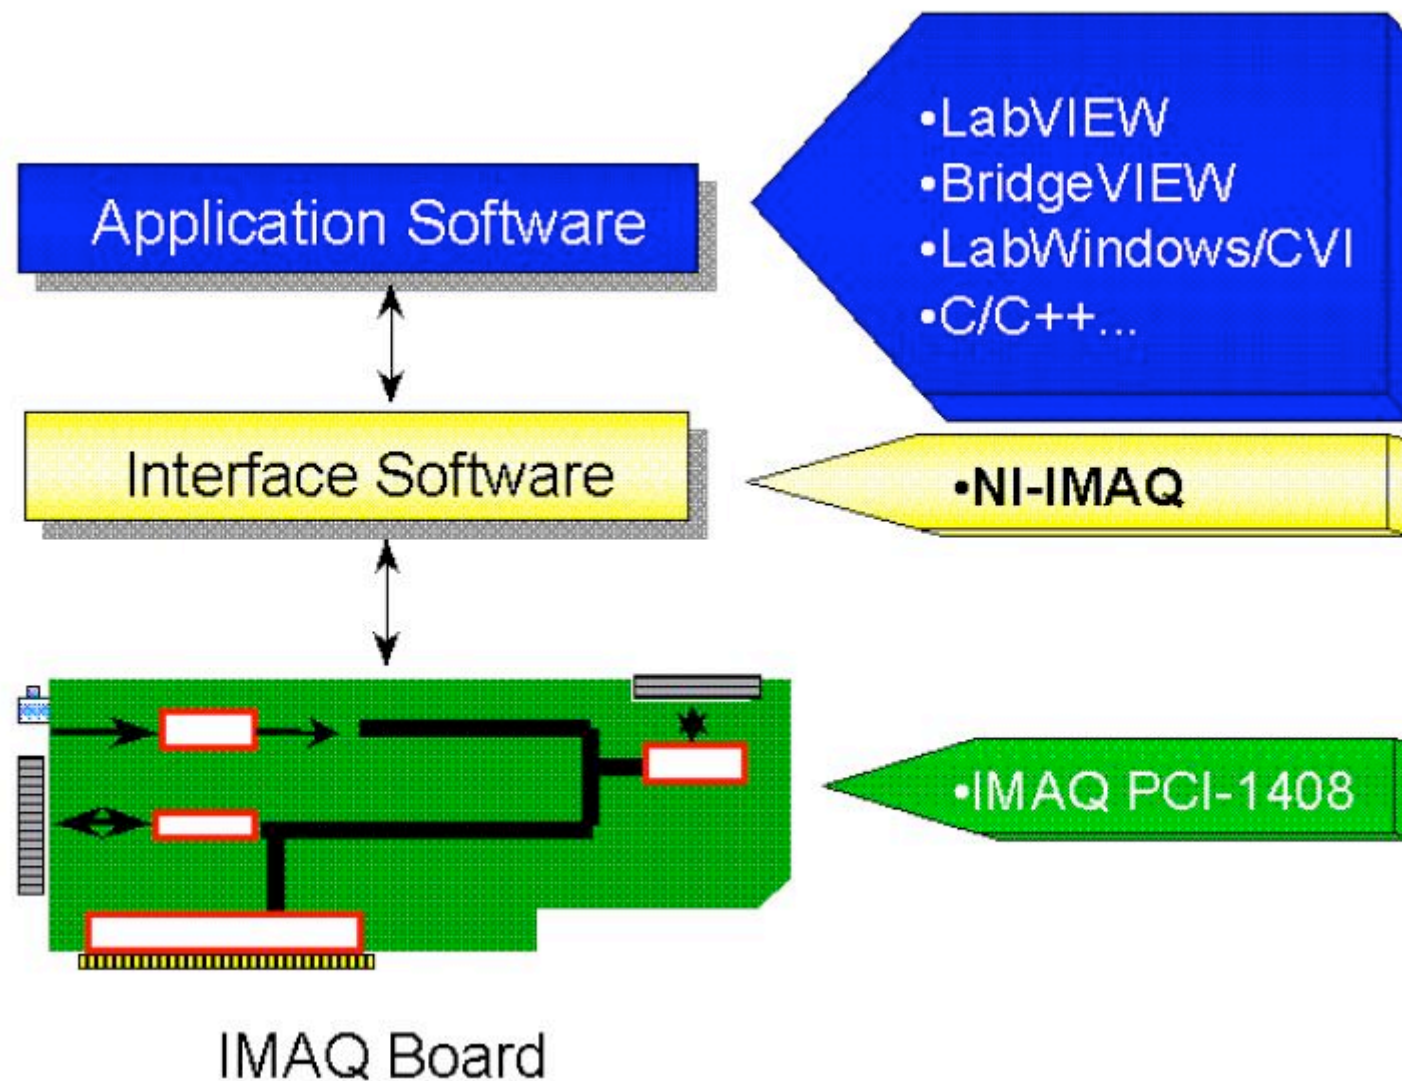 Application Software
•LabVIEW
•BridgeVIEW
•LabWindows/CVI
•C/C++...
Interface Software
•NI-IMAQ
•IMAQ PCI-1408
IMAQ Board